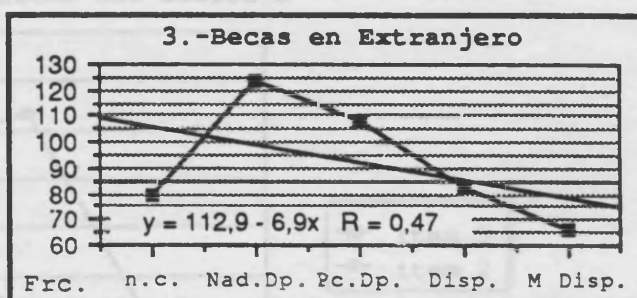 3.-Becas en Extranjero
130
120
110
100
90
80
70
60
y = 112,9 - 6,9x R = 0,47
Frc. n.c. Nad.Dp. Pc.Dp. Disp. M Disp.